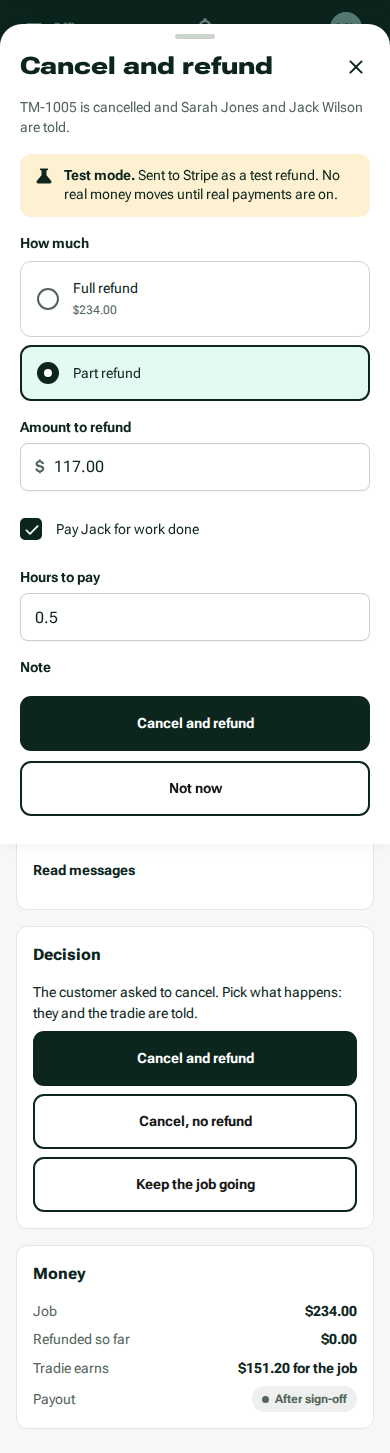 Cancel and refund
TM-1005 is cancelled and Sarah Jones and Jack Wilson
are told.
Test mode. Sent to Stripe as a test refund. No
real money moves until real payments are on.
How much
Full refund
$234.00
Part refund
Amount to refund
$ 117.00
Pay Jack for work done
Hours to pay
0.5
Note
Cancel and refund
Not now
Read messages
Decision
The customer asked to cancel. Pick what happens:
they and the tradie are told.
Cancel and refund
Cancel, no refund
Keep the job going
Money
Job $234.00
Refunded so far $0.00
Tradie earns $151.20 for the job
Payout After sign-off